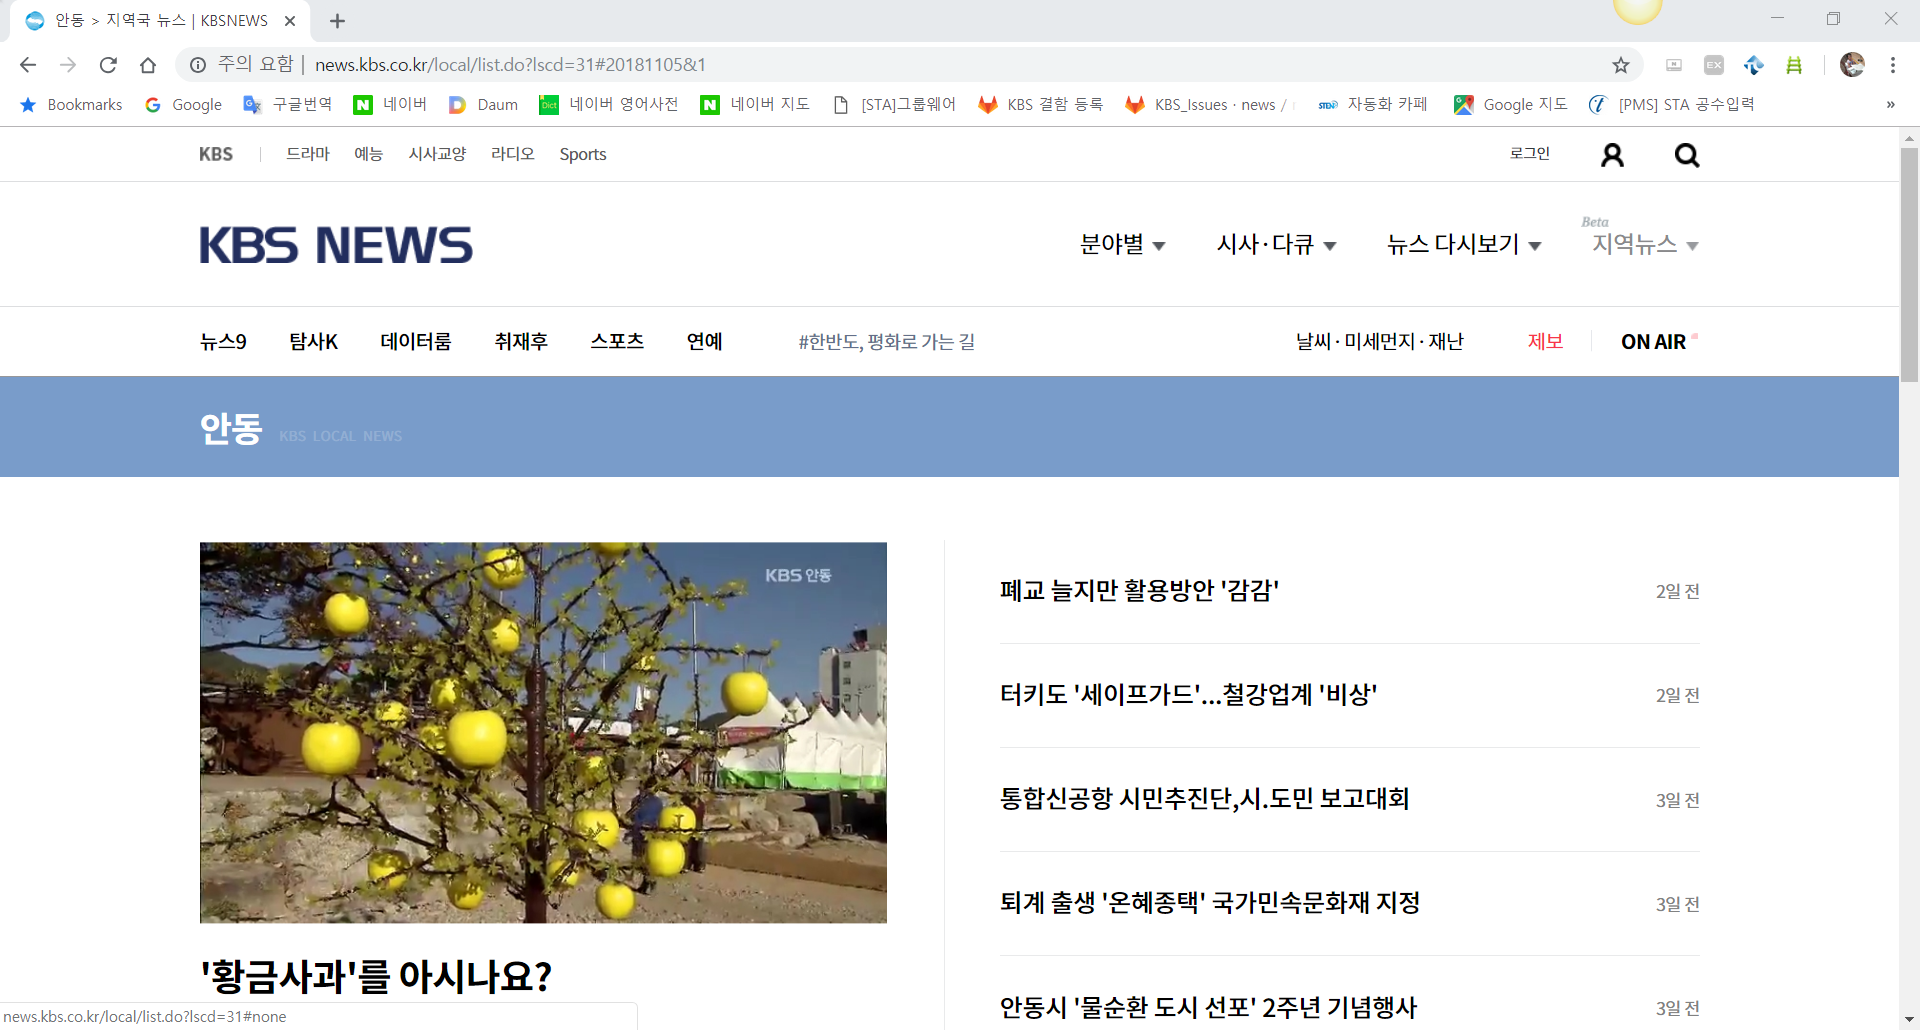 안동 > 지역국 뉴스 | KBSNEWS
주의 요함 | news.kbs.co.kr/local/list.do?lscd=31#20181105&1
EX
Bookmarks Google 구글번역 네이버 Daum 네이버 영어사전 네이버 지도 [STA]그룹웨어 KBS 결함 등록 KBS_Issues · news / 자동화 카페 Google 지도 [PMS] STA 공수입력 »
KBS 드라마 예능 시사교양 라디오 Sports 로그인
Beta
KBS NEWS 분야별 시사·다큐 뉴스 다시보기 지역뉴스
뉴스9 탐사K 데이터룸 취재후 스포츠 연예 #한반도, 평화로 가는 길 날씨·미세먼지·재난 제보 ON AIR
안동 KBS LOCAL NEWS
KBS 안동
폐교 늘지만 활용방안 '감감' 2일 전
터키도 '세이프가드'...철강업계 '비상' 2일 전
통합신공항 시민추진단,시.도민 보고대회 3일 전
퇴계 출생 '온혜종택' 국가민속문화재 지정 3일 전
'황금사과'를 아시나요?
안동시 '물순환 도시 선포' 2주년 기념행사 3일 전
news.kbs.co.kr/local/list.do?lscd=31#none